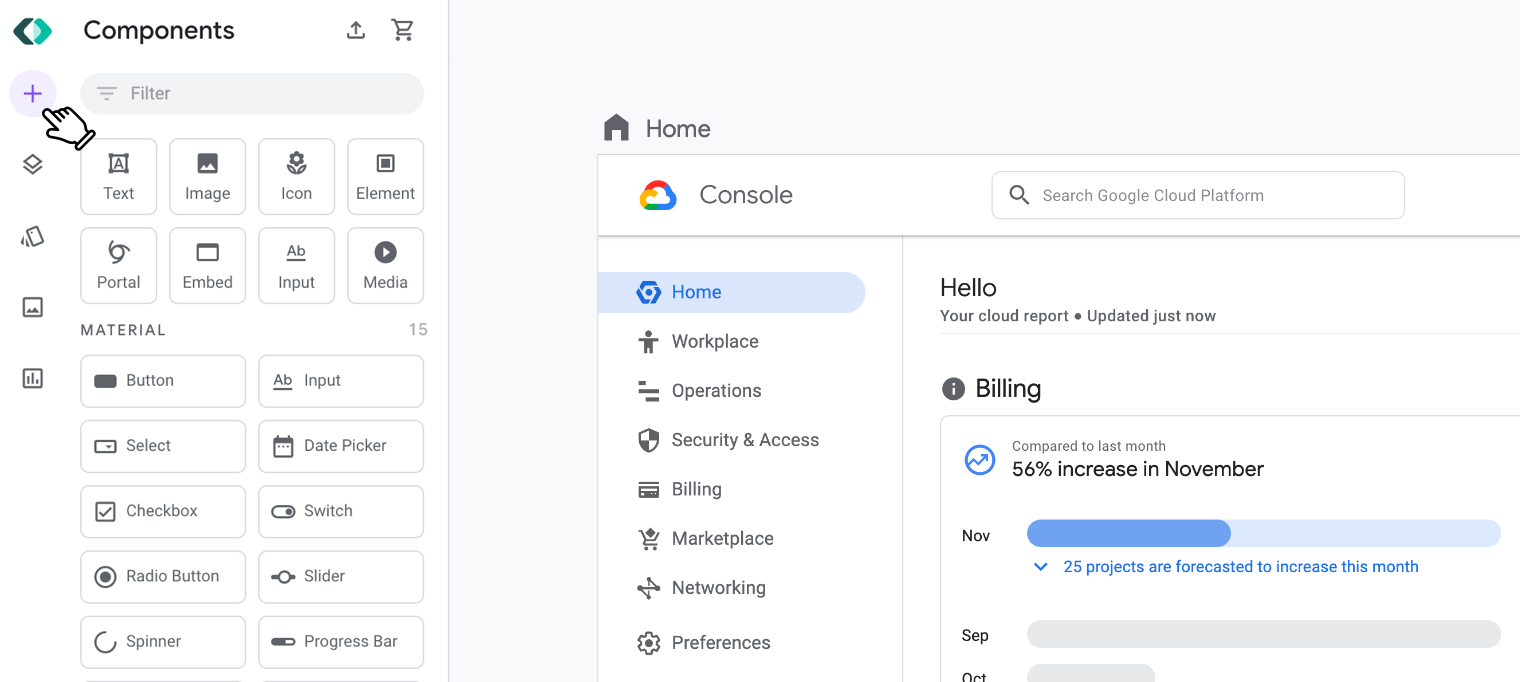 Components
Filter
Text
Image
Icon
Element
Portal
Embed
Ab
Input
Media
MATERIAL 15
Button
Ab Input
Select
Date Picker
Checkbox
Switch
Radio Button
Slider
Spinner
Progress Bar
Home
Console
Search Google Cloud Platform
Home
Workplace
Operations
Security & Access
Billing
Marketplace
Networking
Preferences
Hello
Your cloud report • Updated just now
Billing
Compared to last month
56% increase in November
Nov
25 projects are forecasted to increase this month
Sep
Oct